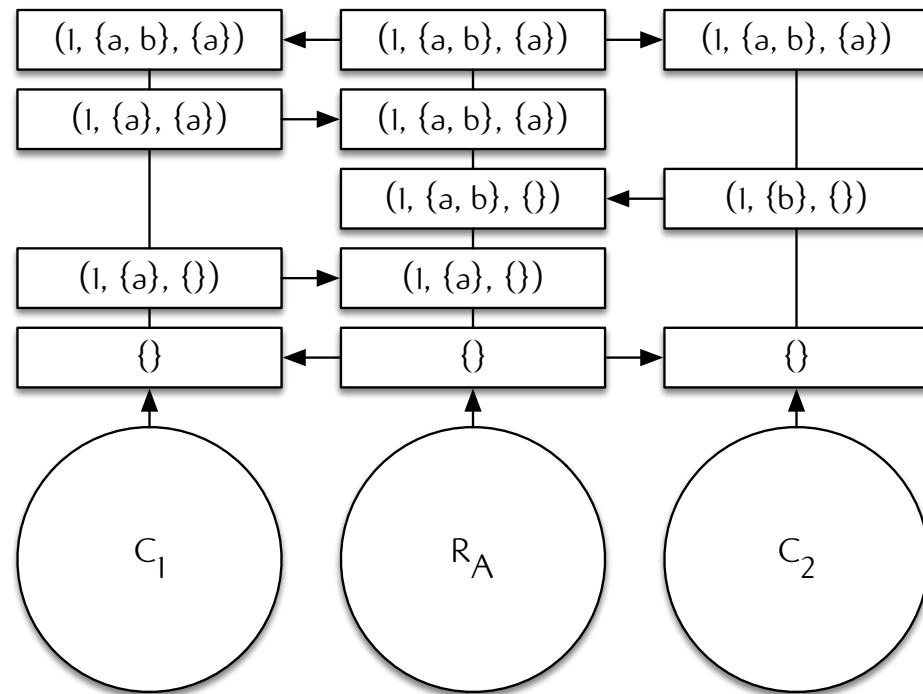 (1, {a, b}, {a}) (1, {a, b}, {a}) (1, {a, b}, {a})
(1, {a}, {a}) (1, {a, b}, {a})
(1, {a, b}, {}) (1, {b}, {})
(1, {a}, {}) (1, {a}, {})
{} {} {}
C1 RA C2